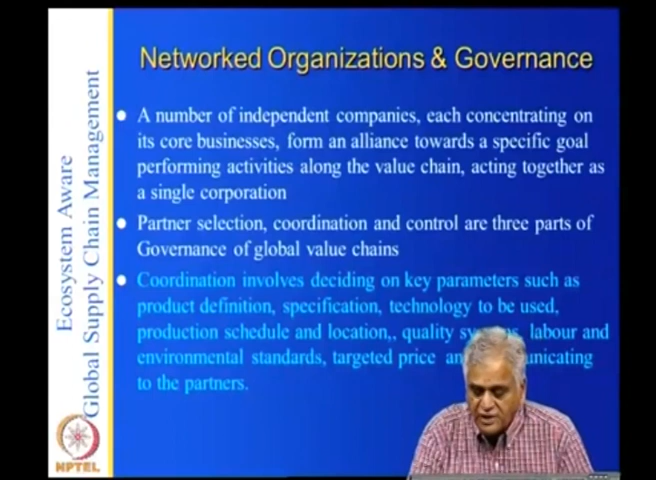 Networked Organizations & Governance
A number of independent companies, each concentrating on
its core businesses, form an alliance towards a specific goal
performing activities along the value chain, acting together as
a single corporation
Partner selection, coordination and control are three parts of
Governance of global value chains
Coordination involves deciding on key parameters such as
product definition, specification, technology to be used,
production schedule and location,, quality labour and
environmental standards, targeted price
to the partners.
Ecosystem Aware
Global Supply Chain Management
NPTEL